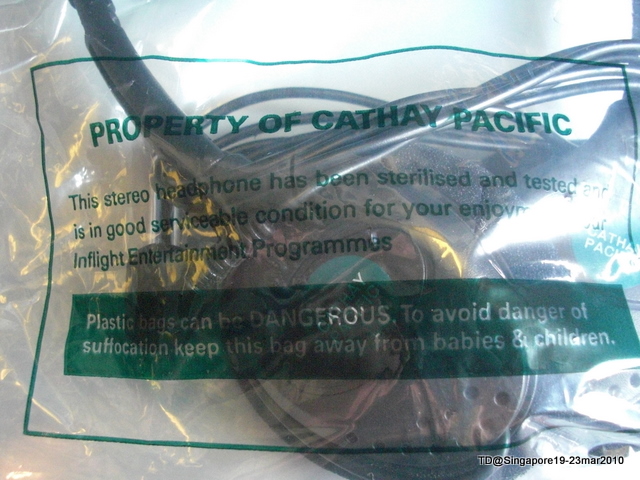 PROPERTY OF CATHAY PACIFIC
This stereo headphone has been sterilised and tested and
is in good serviceable condition for your
Inflight Entertainment Programmes
Plastic bags can be DANGEROUS. To avoid danger of
suffocation keep this bag away from babies & children.
CATHAY
PACIFIC
TD@Singapore19-23mar2010